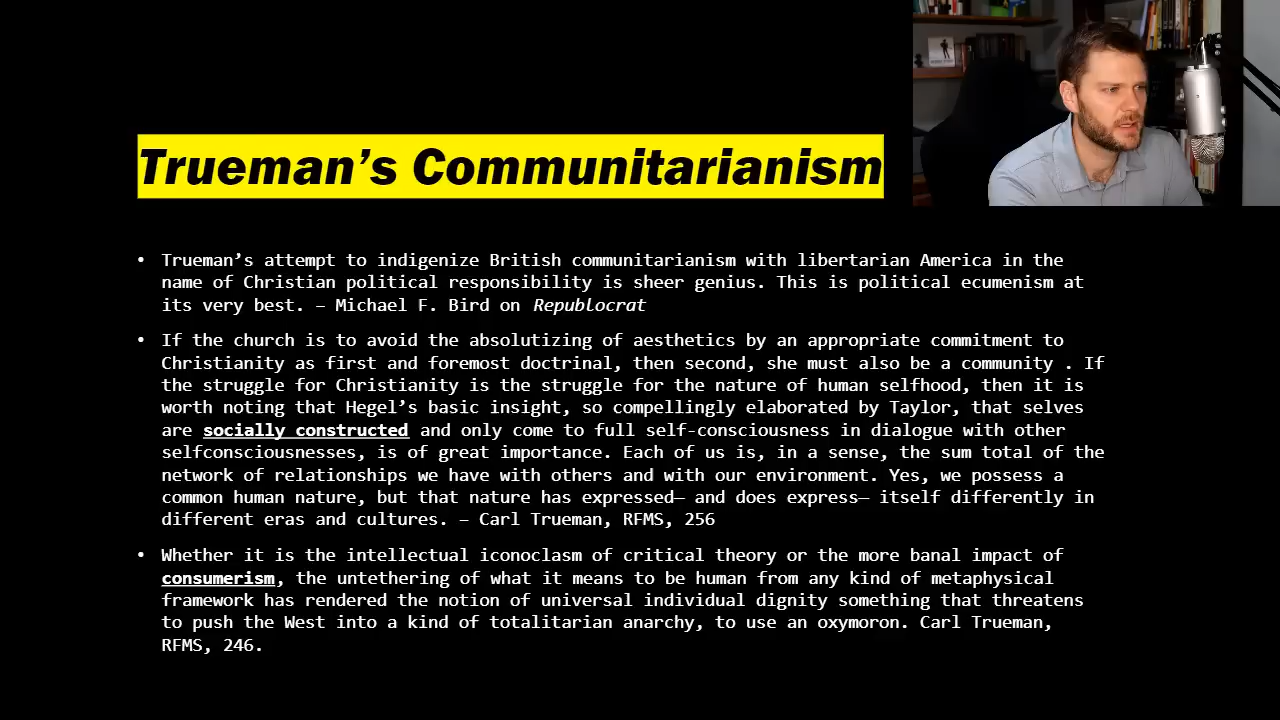 Trueman's Communitarianism
• Trueman's attempt to indigenize British communitarianism with libertarian America in the
name of Christian political responsibility is sheer genius. This is political ecumenism at
its very best. – Michael F. Bird on Republocrat
• If the church is to avoid the absolutizing of aesthetics by an appropriate commitment to
Christianity as first and foremost doctrinal, then second, she must also be a community . If
the struggle for Christianity is the struggle for the nature of human selfhood, then it is
worth noting that Hegel's basic insight, so compellingly elaborated by Taylor, that selves
are socially constructed and only come to full self-consciousness in dialogue with other
selfconsciousnesses, is of great importance. Each of us is, in a sense, the sum total of the
network of relationships we have with others and with our environment. Yes, we possess a
common human nature, but that nature has expressed— and does express— itself differently in
different eras and cultures. – Carl Trueman, RFMS, 256
• Whether it is the intellectual iconoclasm of critical theory or the more banal impact of
consumerism, the untethering of what it means to be human from any kind of metaphysical
framework has rendered the notion of universal individual dignity something that threatens
to push the West into a kind of totalitarian anarchy, to use an oxymoron. Carl Trueman,
RFMS, 246.